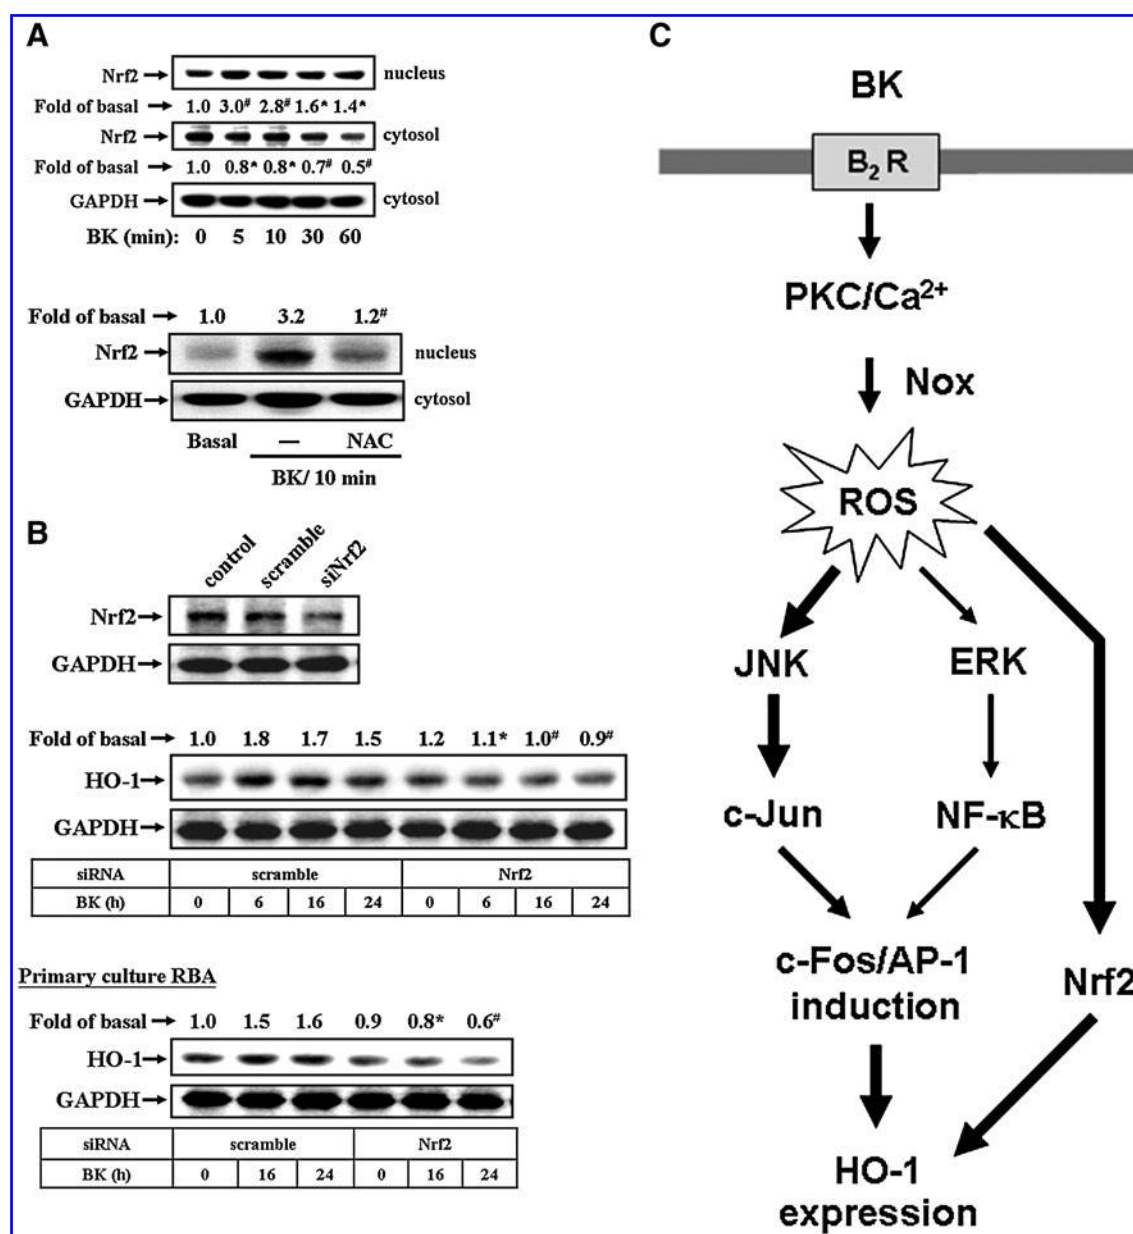 A
Nrf2 nucleus
Fold of basal 1.0 3.0# 2.8# 1.6* 1.4*
Nrf2 cytosol
Fold of basal 1.0 0.8* 0.8* 0.7# 0.5#
GAPDH cytosol
BK (min): 0 5 10 30 60
Fold of basal 1.0 3.2 1.2#
Nrf2 nucleus
GAPDH cytosol
Basal — NAC
BK/ 10 min
B
control scramble siNrf2
Nrf2
GAPDH
Fold of basal 1.0 1.8 1.7 1.5 1.2 1.1* 1.0# 0.9#
HO-1
GAPDH
siRNA scramble Nrf2
BK (h) 0 6 16 24 0 6 16 24
Primary culture RBA
Fold of basal 1.0 1.5 1.6 0.9 0.8* 0.6#
HO-1
GAPDH
siRNA scramble Nrf2
BK (h) 0 16 24 0 16 24
C
BK
B₂ R
PKC/Ca²⁺
Nox
ROS
JNK ERK
c-Jun NF-κB
c-Fos/AP-1
induction
Nrf2
HO-1
expression